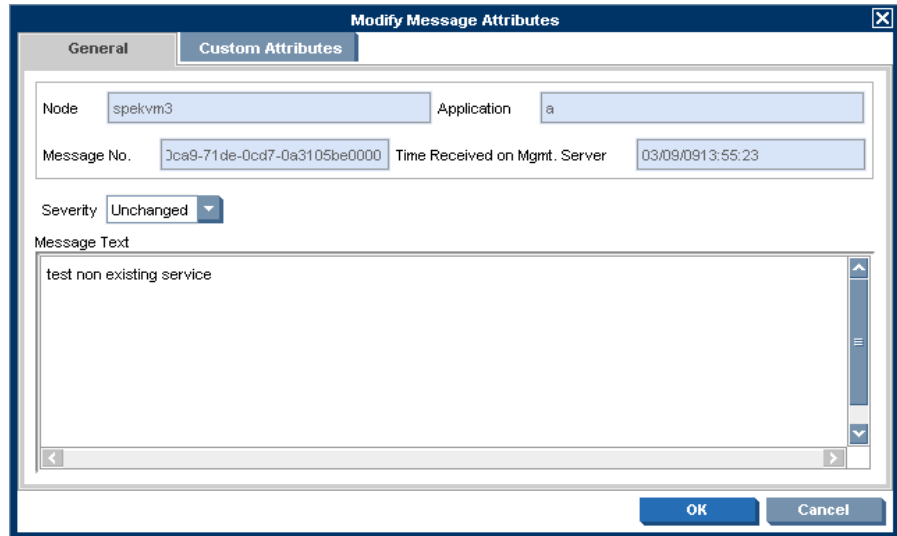 Modify Message Attributes
General Custom Attributes
Node spekvm3 Application a
Message No. 0ca9-71de-0cd7-0a3105be0000 Time Received on Mgmt. Server 03/09/0913:55:23
Severity Unchanged
Message Text
test non existing service
OK Cancel